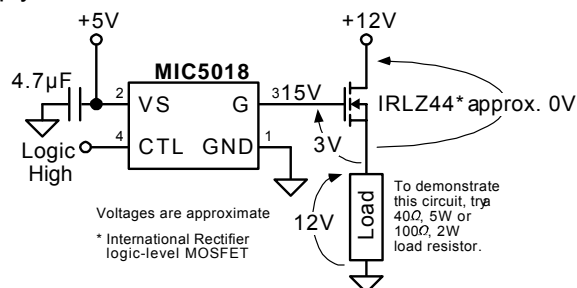 +5V
+12V
4.7µF
MIC5018
2
VS
G
3
15V
IRLZ44*
approx. 0V
4
CTL
GND
1
3V
Logic
High
Load
12V
To demonstrate
this circuit, try a
40Ω, 5W or
100Ω, 2W
load resistor.
Voltages are approximate
* International Rectifier
logic-level MOSFET